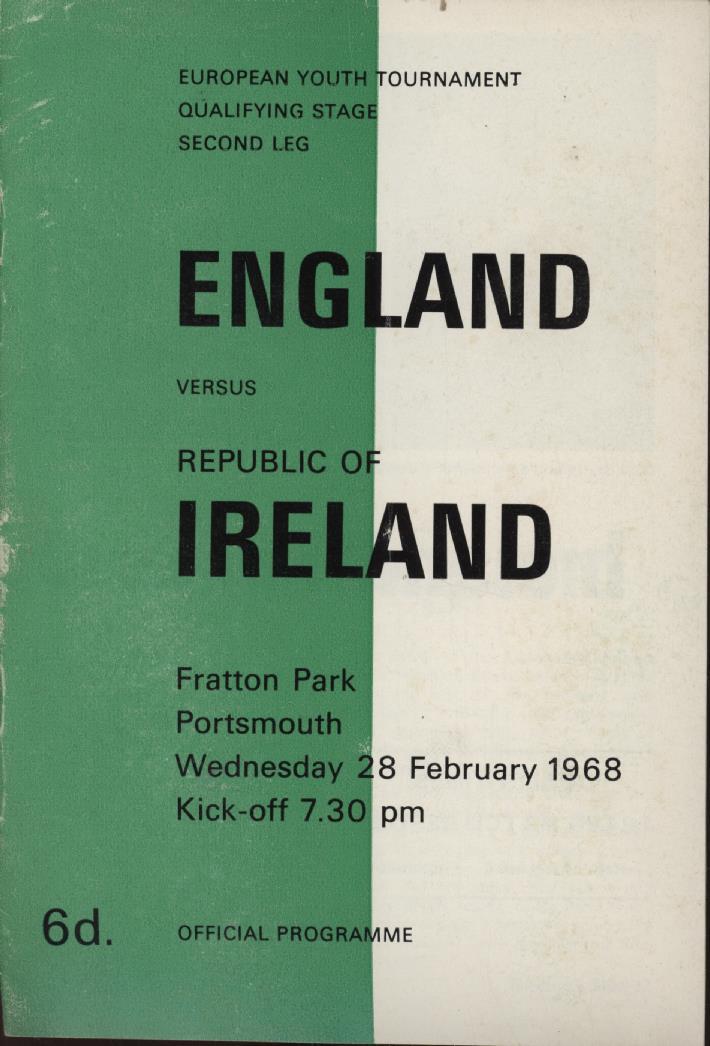 EUROPEAN YOUTH TOURNAMENT
QUALIFYING STAGE
SECOND LEG
ENGLAND
VERSUS
REPUBLIC OF
IRELAND
Fratton Park
Portsmouth
Wednesday 28 February 1968
Kick-off 7.30 pm
6d. OFFICIAL PROGRAMME